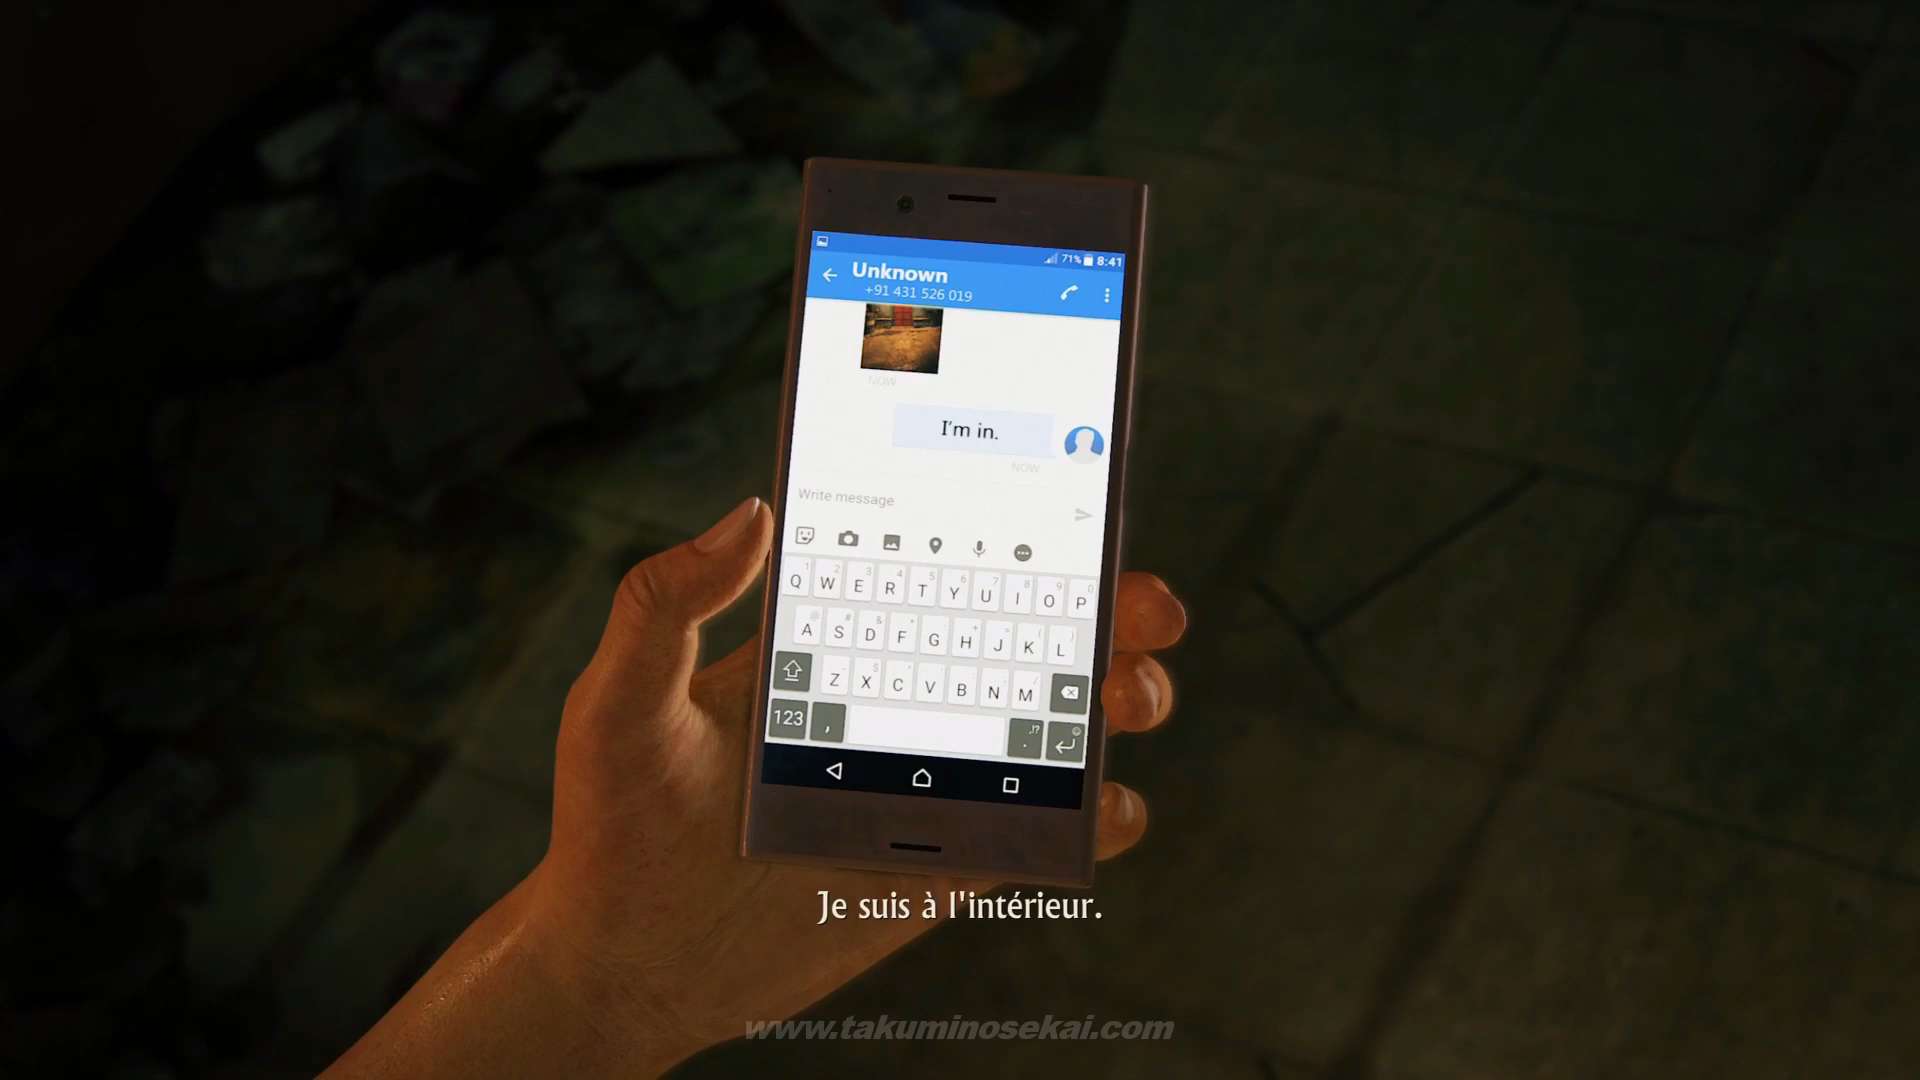 71% 8:41
Unknown
+91 431 526 019
NOW
I'm in.
NOW
Write message
Q W E R T Y U I O P
A S D F G H J K L
Z X C V B N M
123 , . ,!?
Je suis à l'intérieur.
www.takuminosekai.com